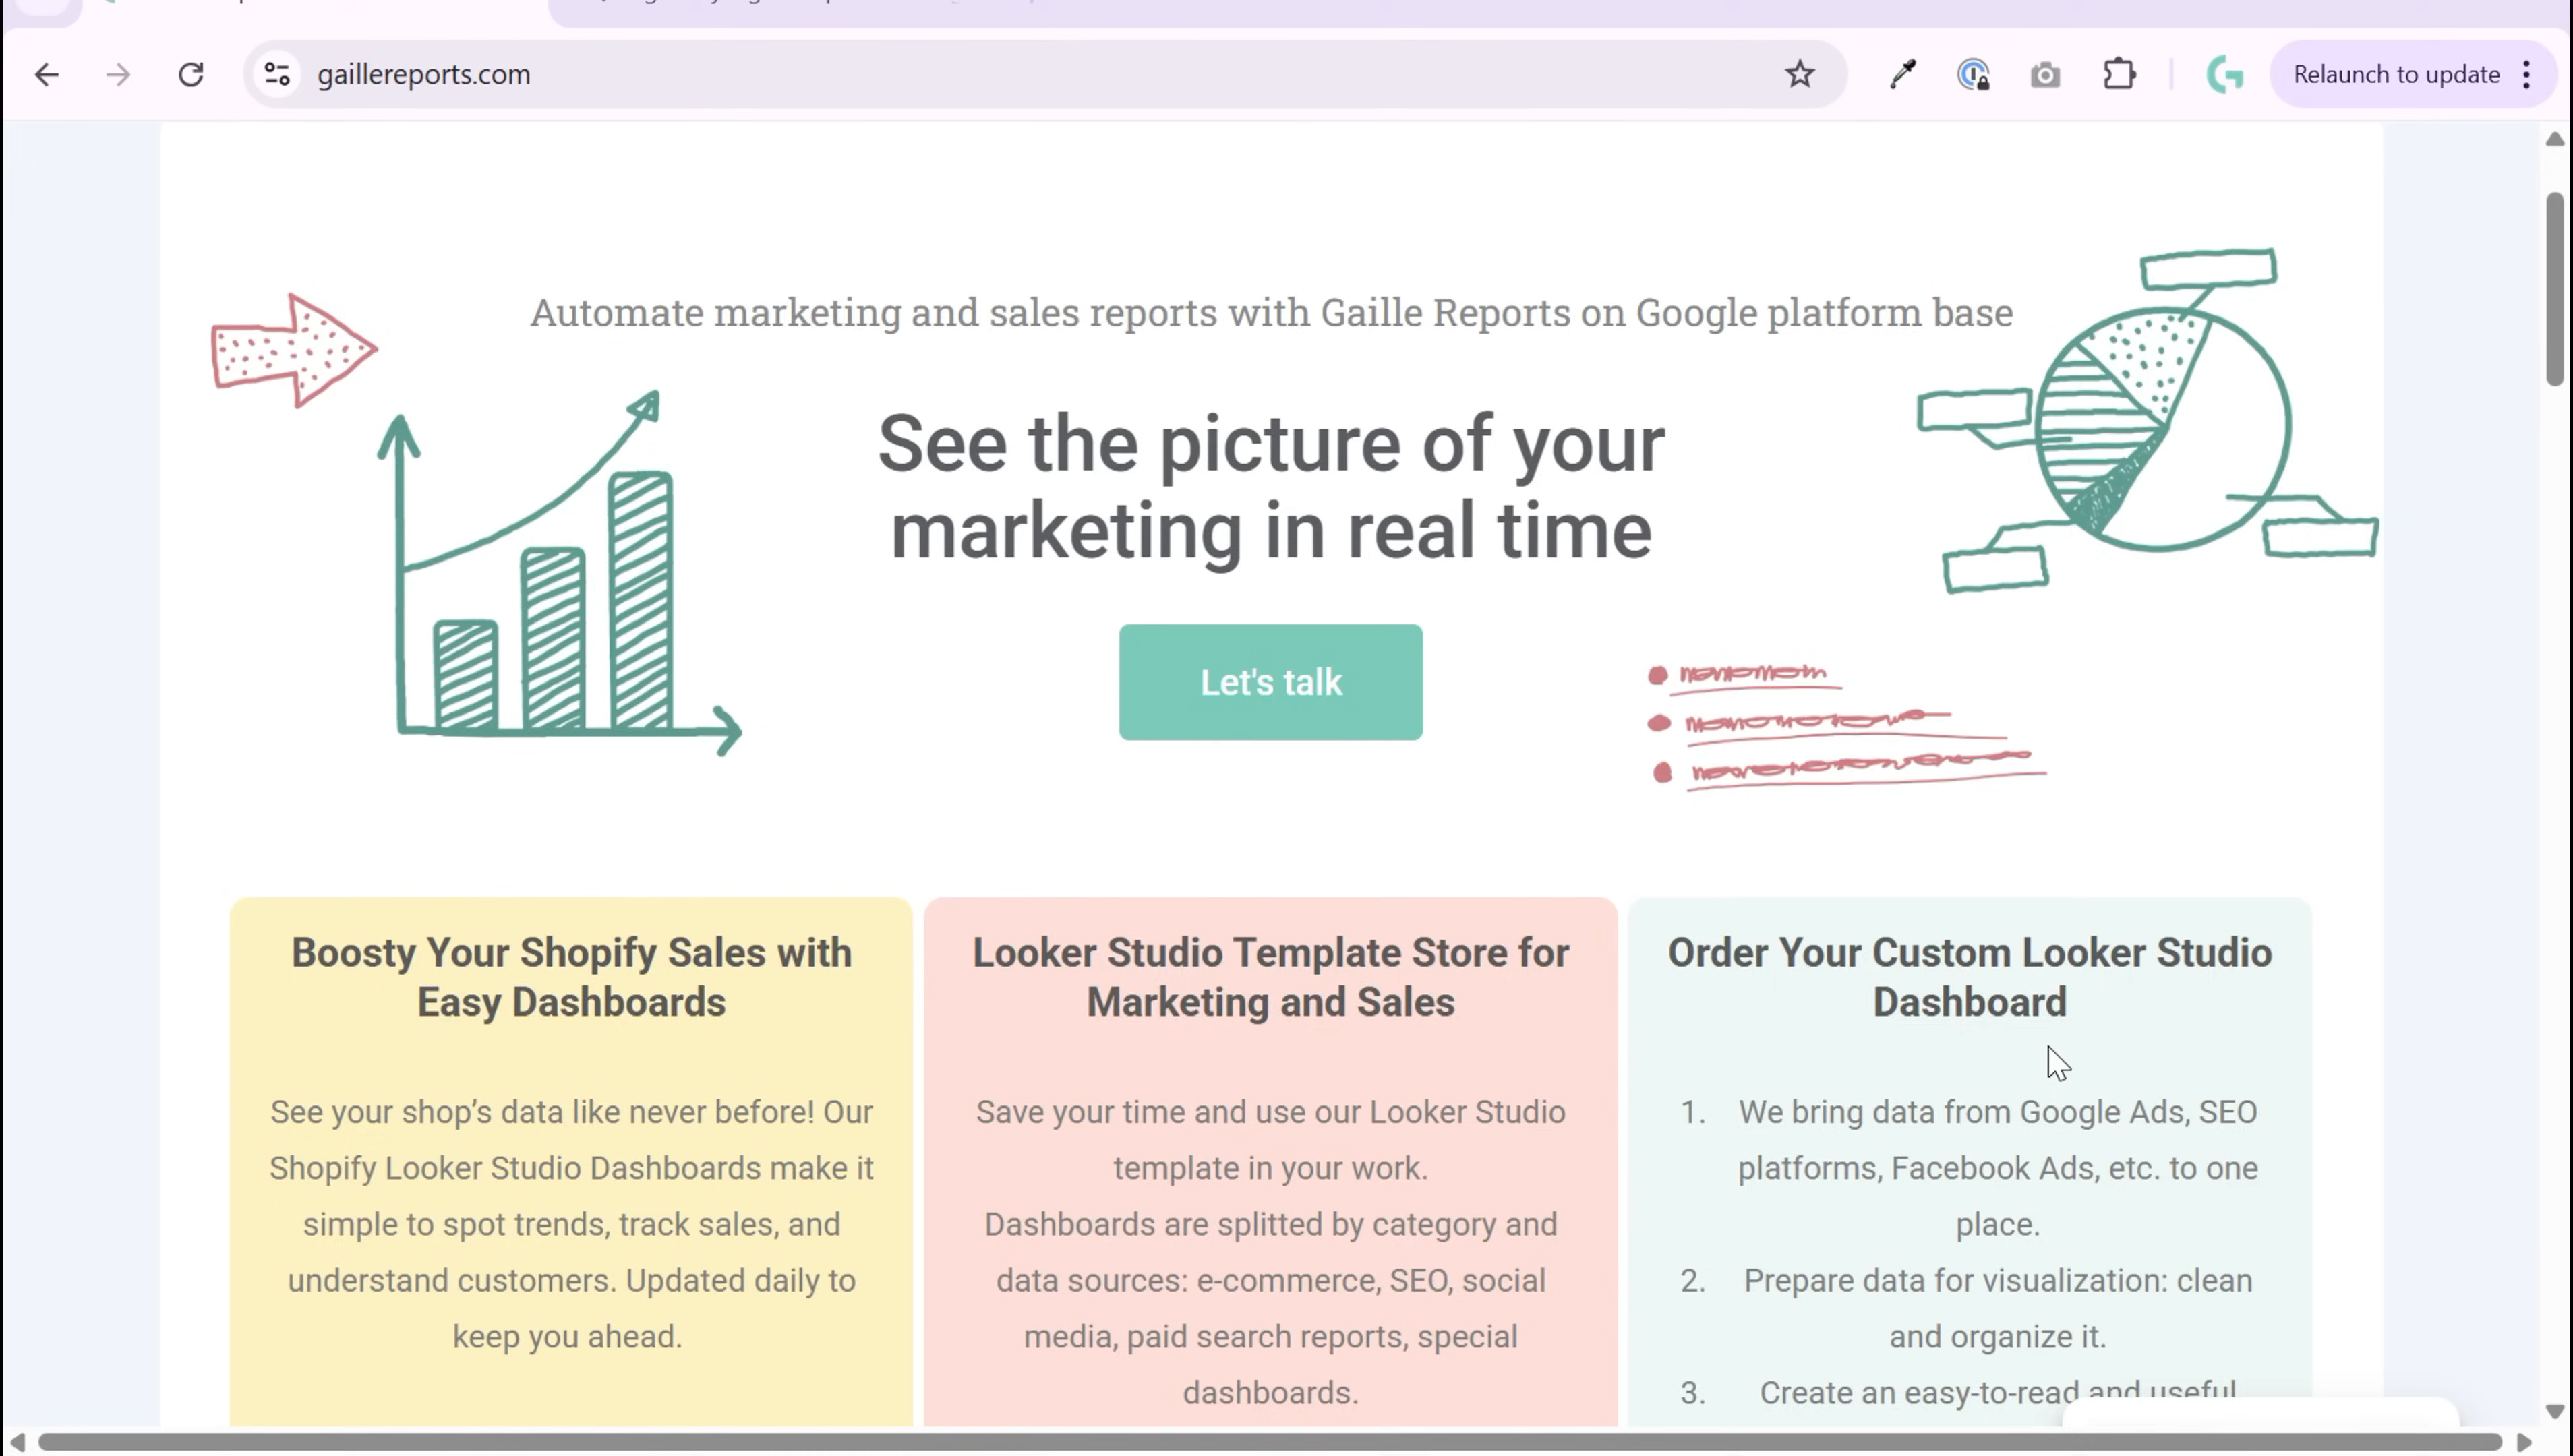 gaillereports.com
Relaunch to update
Automate marketing and sales reports with Gaille Reports on Google platform base
See the picture of your
marketing in real time
Let's talk
Boosty Your Shopify Sales with
Easy Dashboards
See your shop’s data like never before! Our
Shopify Looker Studio Dashboards make it
simple to spot trends, track sales, and
understand customers. Updated daily to
keep you ahead.
Looker Studio Template Store for
Marketing and Sales
Save your time and use our Looker Studio
template in your work.
Dashboards are splitted by category and
data sources: e-commerce, SEO, social
media, paid search reports, special
dashboards.
Order Your Custom Looker Studio
Dashboard
1. We bring data from Google Ads, SEO
platforms, Facebook Ads, etc. to one
place.
2. Prepare data for visualization: clean
and organize it.
3. Create an easy-to-read and useful